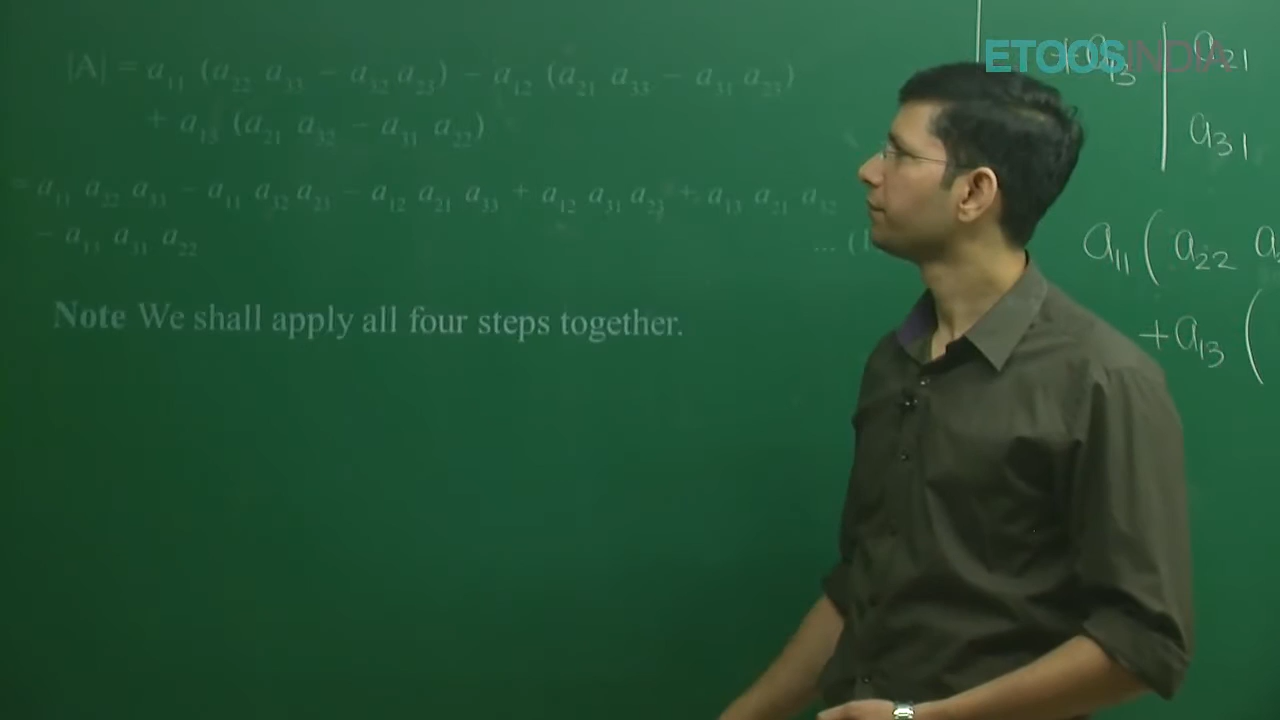 |A| = a₁₁ (a₂₂ a₃₃ − a₃₂ a₂₃) − a₁₂ (a₂₁ a₃₃ − a₃₁ a₂₃)
+ a₁₃ (a₂₁ a₃₂ − a₃₁ a₂₂)
= a₁₁ a₂₂ a₃₃ − a₁₁ a₃₂ a₂₃ − a₁₂ a₂₁ a₃₃ + a₁₂ a₃₁ a₂₃ + a₁₃ a₂₁ a₃₂
− a₁₃ a₃₁ a₂₂ ... (1
Note We shall apply all four steps together.
ETOOSINDIA
+a₁₃ | a₂₁
a₃₁
a₁₁ ( a₂₂ a
+a₁₃ (